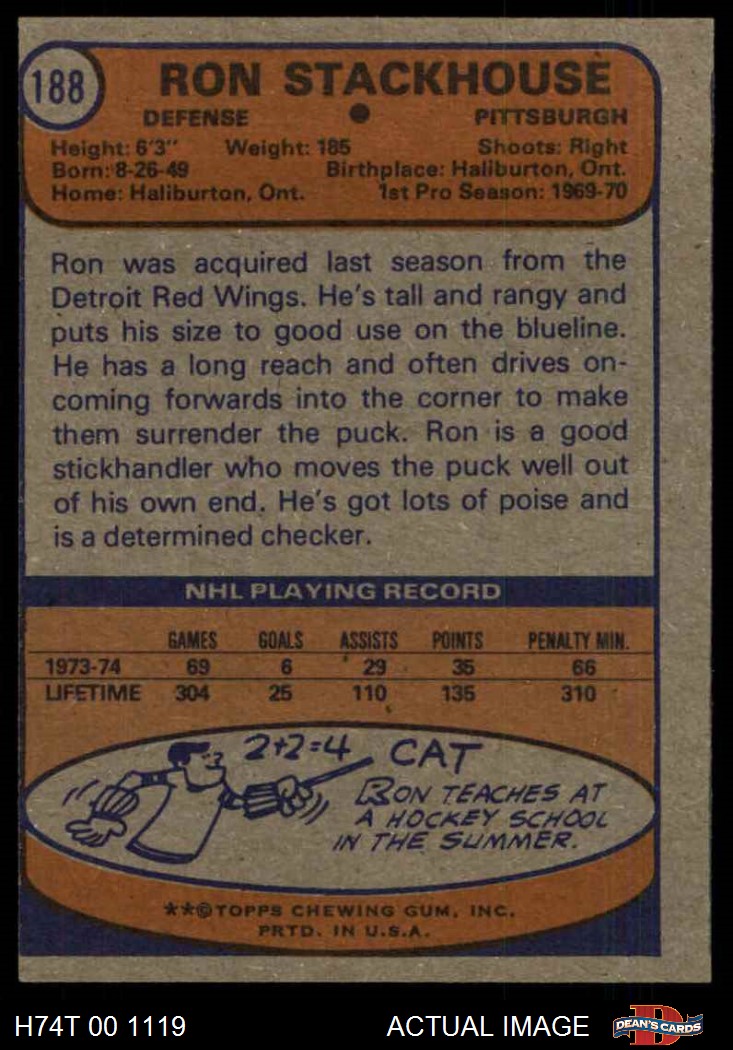 188
RON STACKHOUSE
DEFENSE ● PITTSBURGH
Height: 6'3" Weight: 185 Shoots: Right
Born: 8-26-49 Birthplace: Haliburton, Ont.
Home: Haliburton, Ont. 1st Pro Season: 1969-70
Ron was acquired last season from the
Detroit Red Wings. He's tall and rangy and
puts his size to good use on the blueline.
He has a long reach and often drives on-
coming forwards into the corner to make
them surrender the puck. Ron is a good
stickhandler who moves the puck well out
of his own end. He's got lots of poise and
is a determined checker.
NHL PLAYING RECORD
GAMES GOALS ASSISTS POINTS PENALTY MIN.
1973-74 69 6 29 35 66
LIFETIME 304 25 110 135 310
2+2=4 CAT
RON TEACHES AT
A HOCKEY SCHOOL
IN THE SUMMER.
**©TOPPS CHEWING GUM, INC.
PRTD. IN U.S.A.
H74T 00 1119 ACTUAL IMAGE DEAN'S CARDS